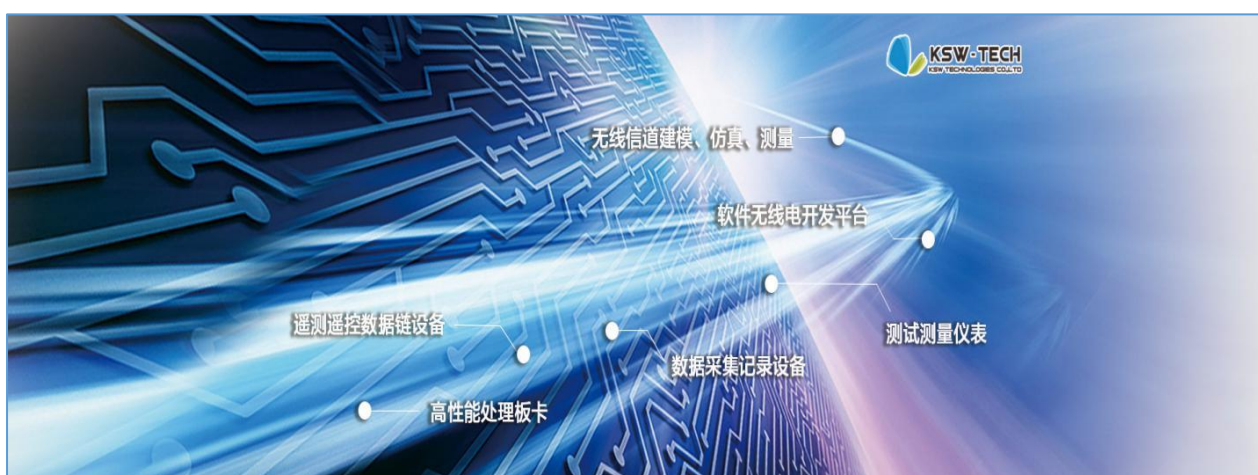 KSW-TECH
KSW TECHNOLOGIES CO.,LTD
无线信道建模、仿真、测量
软件无线电开发平台
遥测遥控数据链设备
测试测量仪表
数据采集记录设备
高性能处理板卡